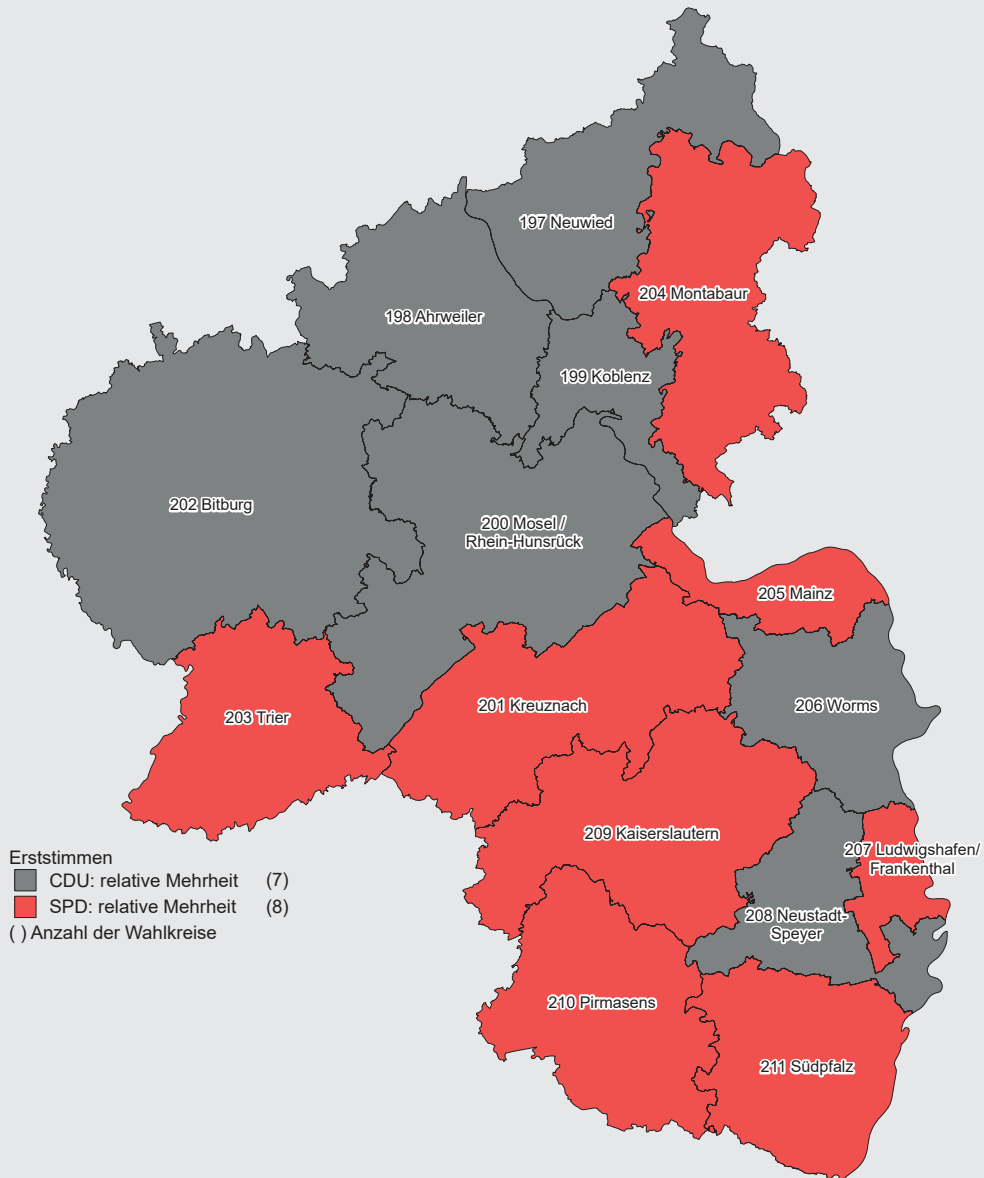 197 Neuwied
204 Montabaur
198 Ahrweiler
199 Koblenz
202 Bitburg
200 Mosel /
Rhein-Hunsrück
205 Mainz
201 Kreuznach
206 Worms
203 Trier
209 Kaiserslautern
207 Ludwigshafen/
Frankenthal
208 Neustadt-
Speyer
210 Pirmasens
211 Südpfalz
Erststimmen
CDU: relative Mehrheit (7)
SPD: relative Mehrheit (8)
( ) Anzahl der Wahlkreise